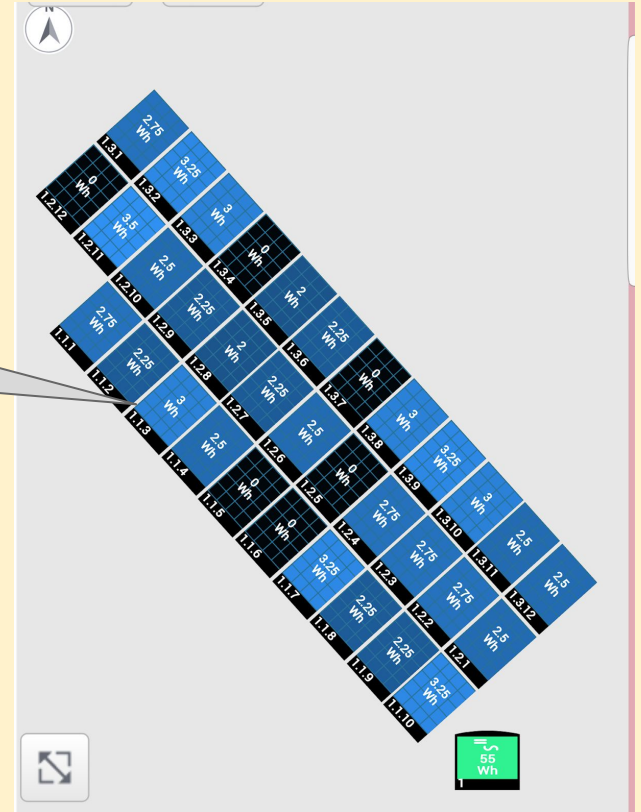 N
2.75
Wh
1.3.1
3.25
Wh
1.3.2
3
Wh
1.3.3
0
Wh
1.3.4
2
Wh
1.3.5
2.25
Wh
1.3.6
0
Wh
1.3.7
3
Wh
1.3.8
3.25
Wh
1.3.9
3
Wh
1.3.10
2.5
Wh
1.3.11
2.5
Wh
1.3.12
0
Wh
1.2.12
3.5
Wh
1.2.11
2.5
Wh
1.2.10
2.25
Wh
1.2.9
2
Wh
1.2.8
2.25
Wh
1.2.7
2.5
Wh
1.2.6
0
Wh
1.2.5
2.75
Wh
1.2.4
2.75
Wh
1.2.3
2.75
Wh
1.2.2
2.5
Wh
1.2.1
2.75
Wh
1.1.1
2.25
Wh
1.1.2
3
Wh
1.1.3
2.5
Wh
1.1.4
0
Wh
1.1.5
0
Wh
1.1.6
3.25
Wh
1.1.7
2.25
Wh
1.1.8
2.25
Wh
1.1.9
3.25
Wh
1.1.10
55
Wh
1